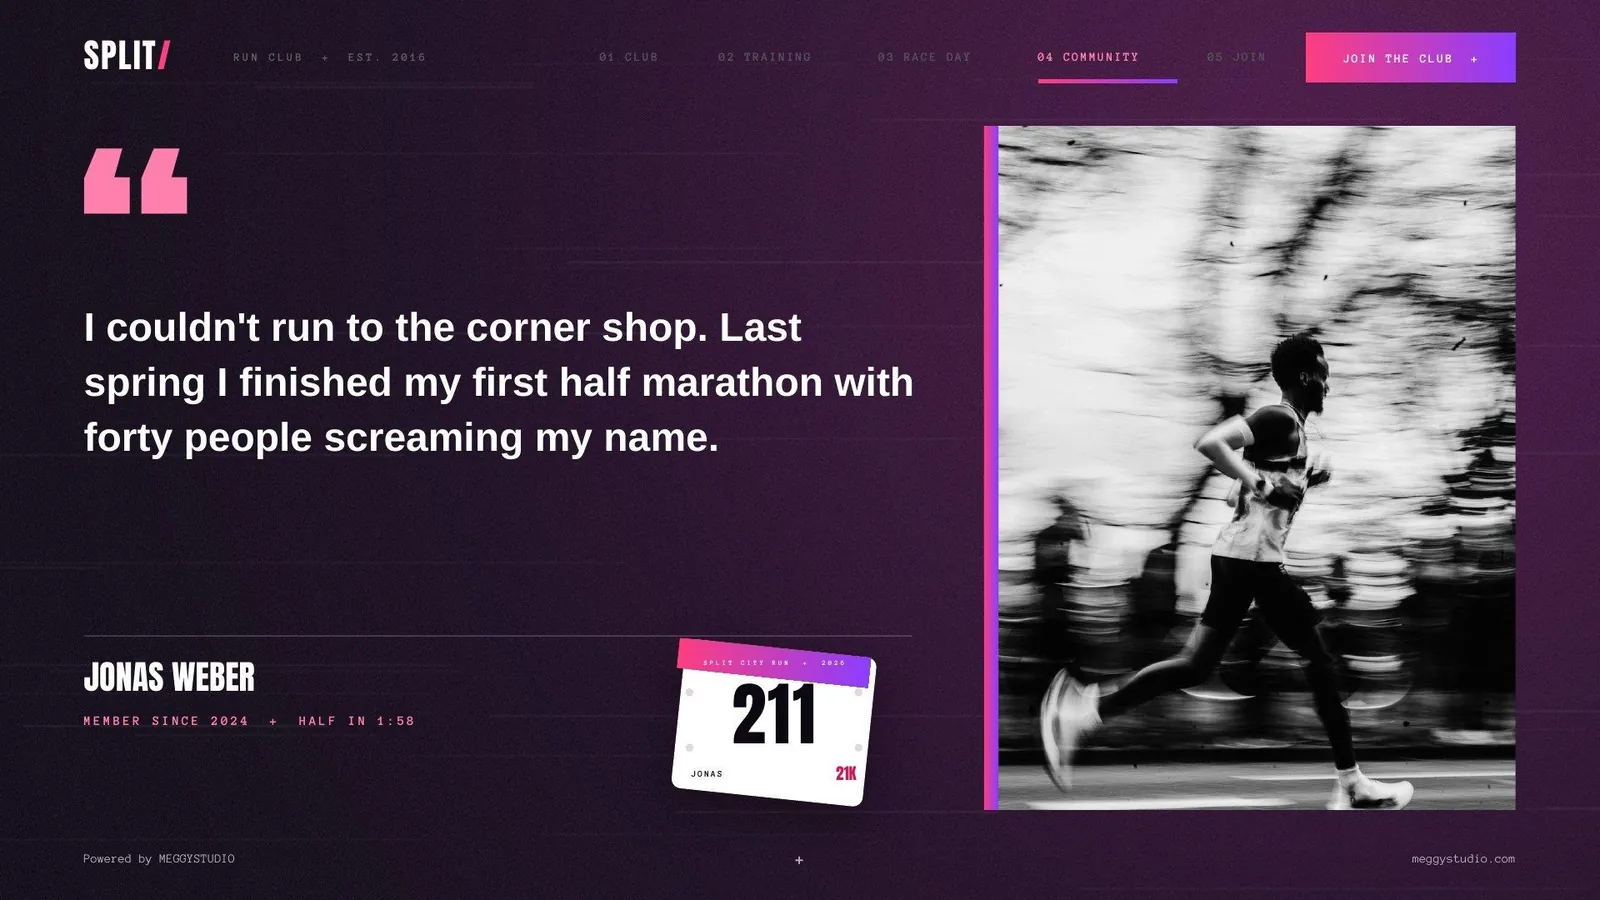 SPLIT/
RUN CLUB + EST. 2016
01 CLUB
02 TRAINING
03 RACE DAY
04 COMMUNITY
05 JOIN
JOIN THE CLUB +
“
I couldn't run to the corner shop. Last
spring I finished my first half marathon with
forty people screaming my name.
JONAS WEBER
MEMBER SINCE 2024 + HALF IN 1:58
SPLIT CITY RUN + 2026
211
JONAS
21K
Powered by MEGGYSTUDIO
+
meggystudio.com